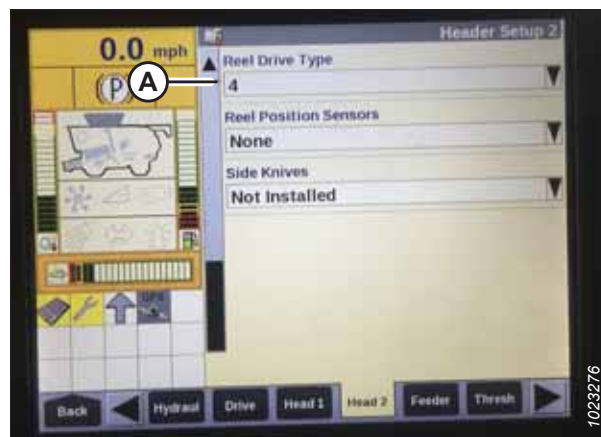 0.0 mph
Header Setup 2
(P)
A
Reel Drive Type
4
Reel Position Sensors
None
Side Knives
Not Installed
GPS
Back
Hydraul
Drive
Head 1
Head 2
Feeder
Thresh
1023276